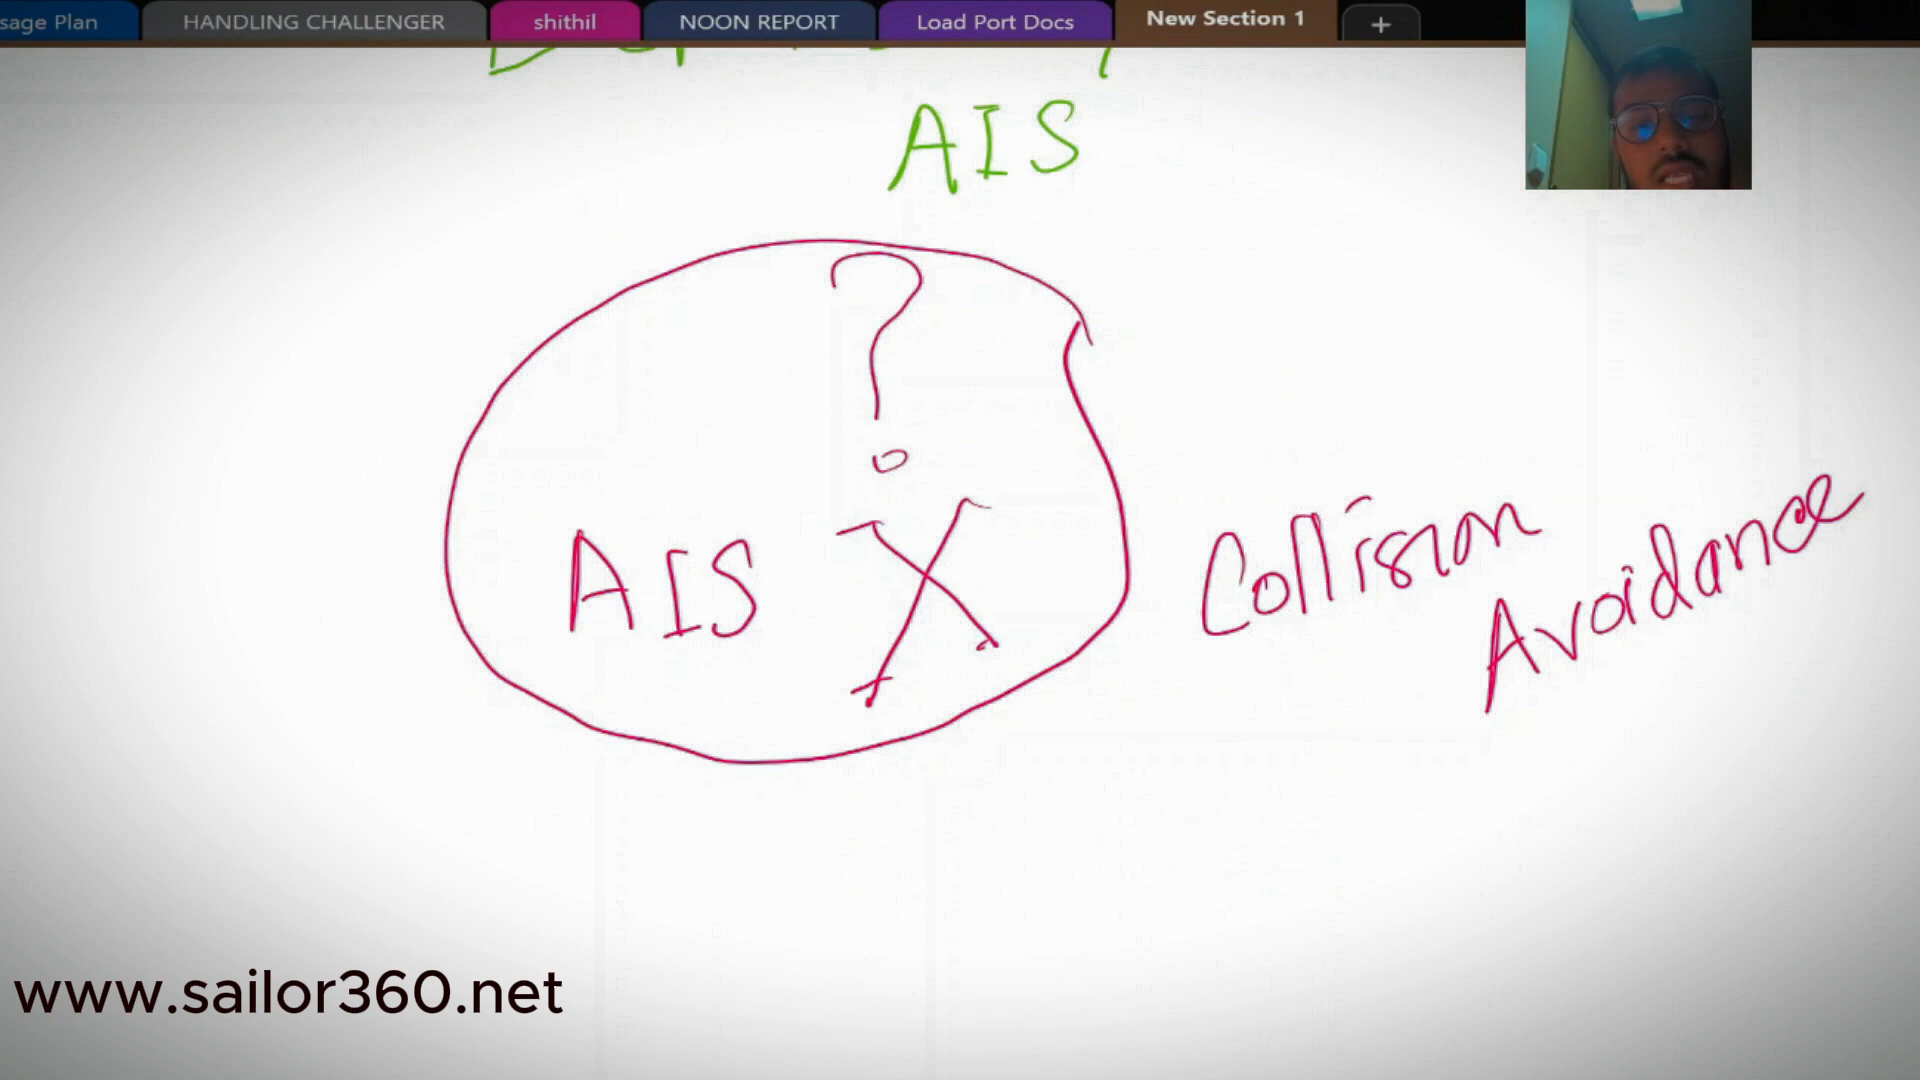 sage Plan
HANDLING CHALLENGER
shithil
NOON REPORT
Load Port Docs
New Section 1
+
AIS
?
AIS X
Collision
Avoidance
www.sailor360.net